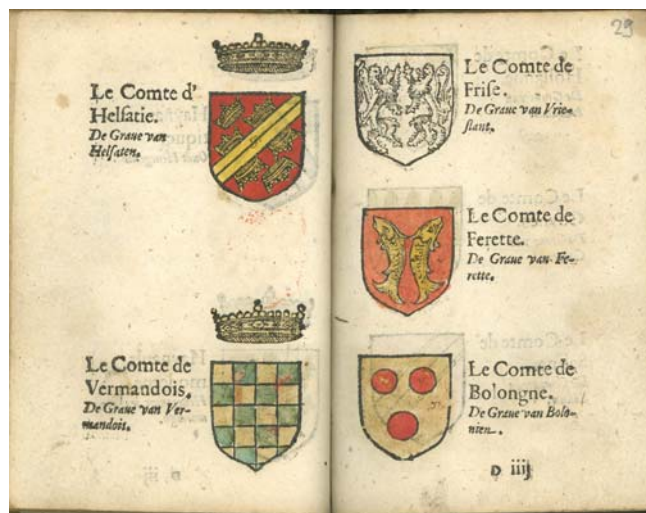 Le Comte d'
Helsatie.
De Graue van
Helsaten.
Le Comte de
Vermandois.
De Graue van Ver-
mandois.
29
Le Comte de
Frise.
De Graue van Vrie-
slant.
Le Comte de
Ferette.
De Graue van Fe-
rette.
Le Comte de
Bolongne.
De Graue van Bolo-
nien.
D iiij